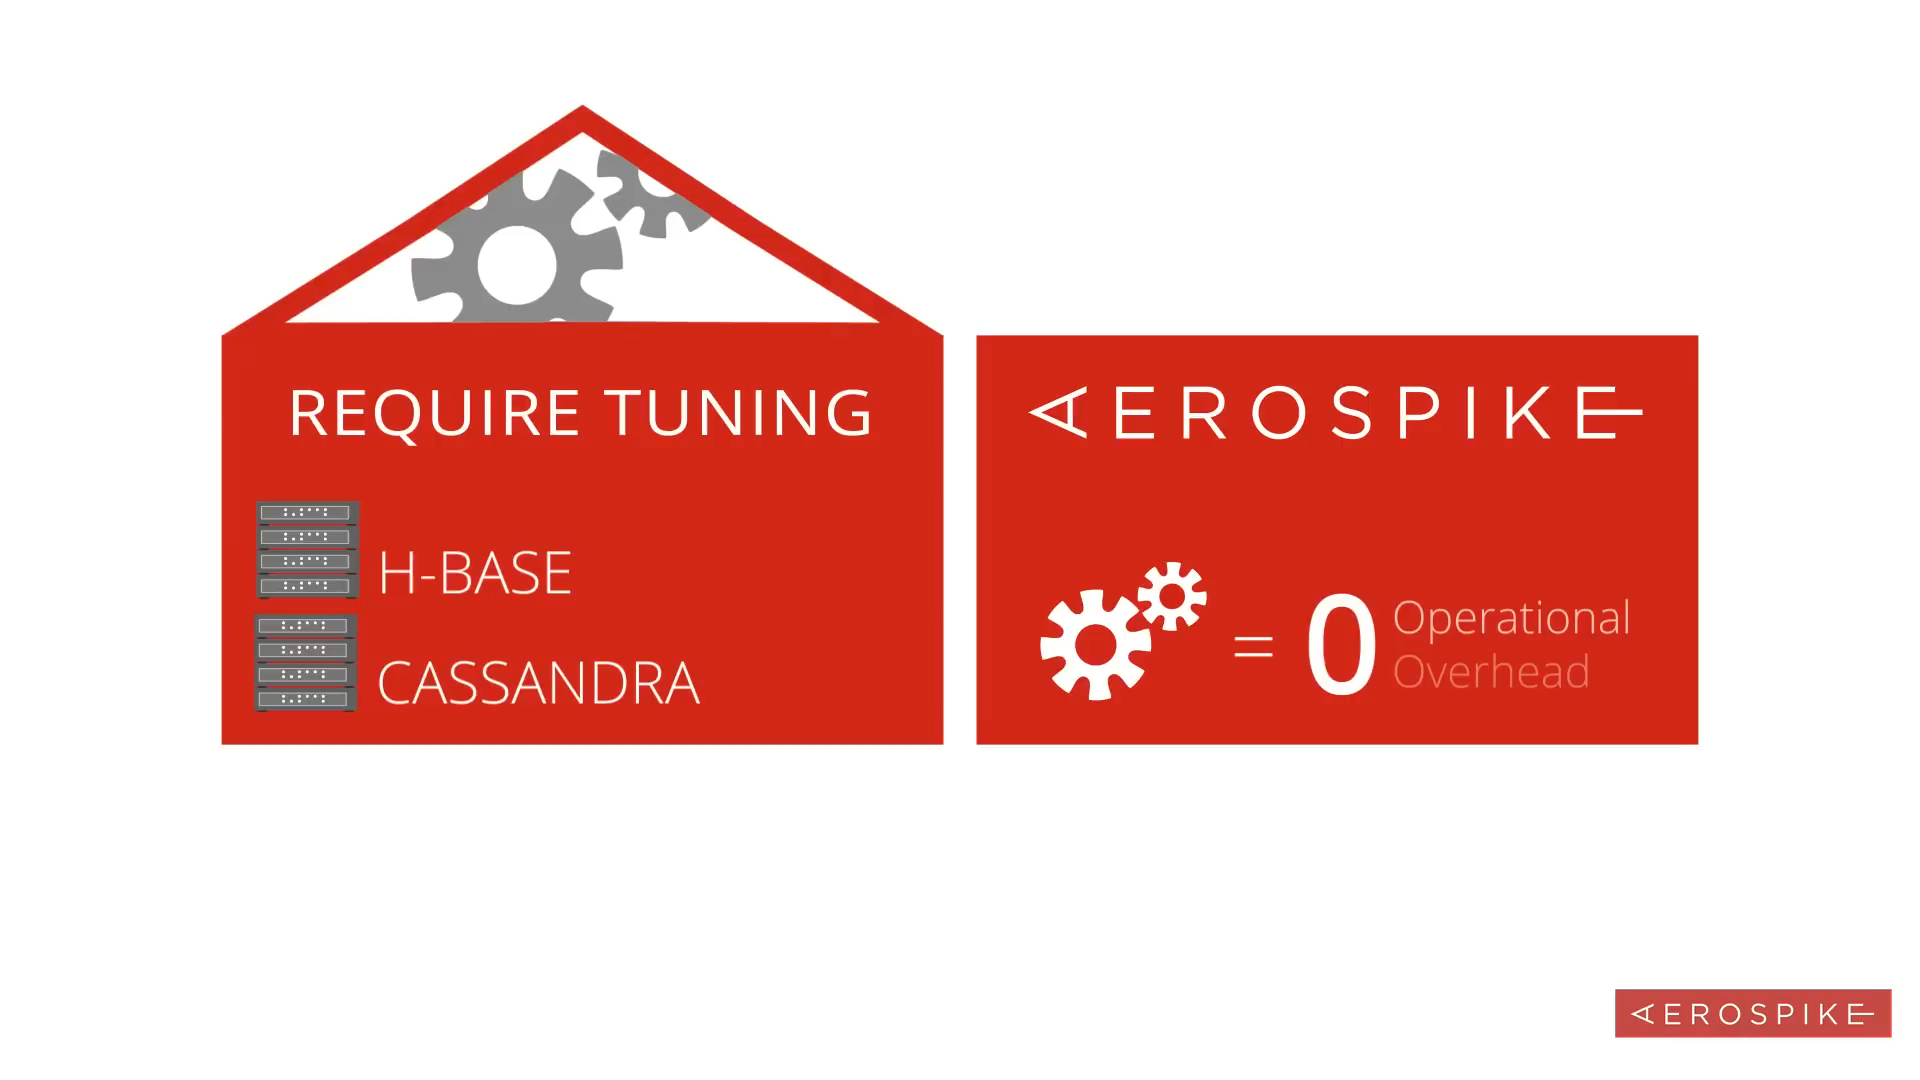 REQUIRE TUNING
H-BASE
CASSANDRA
AEROSPIKE
= 0 Operational
Overhead
AEROSPIKE